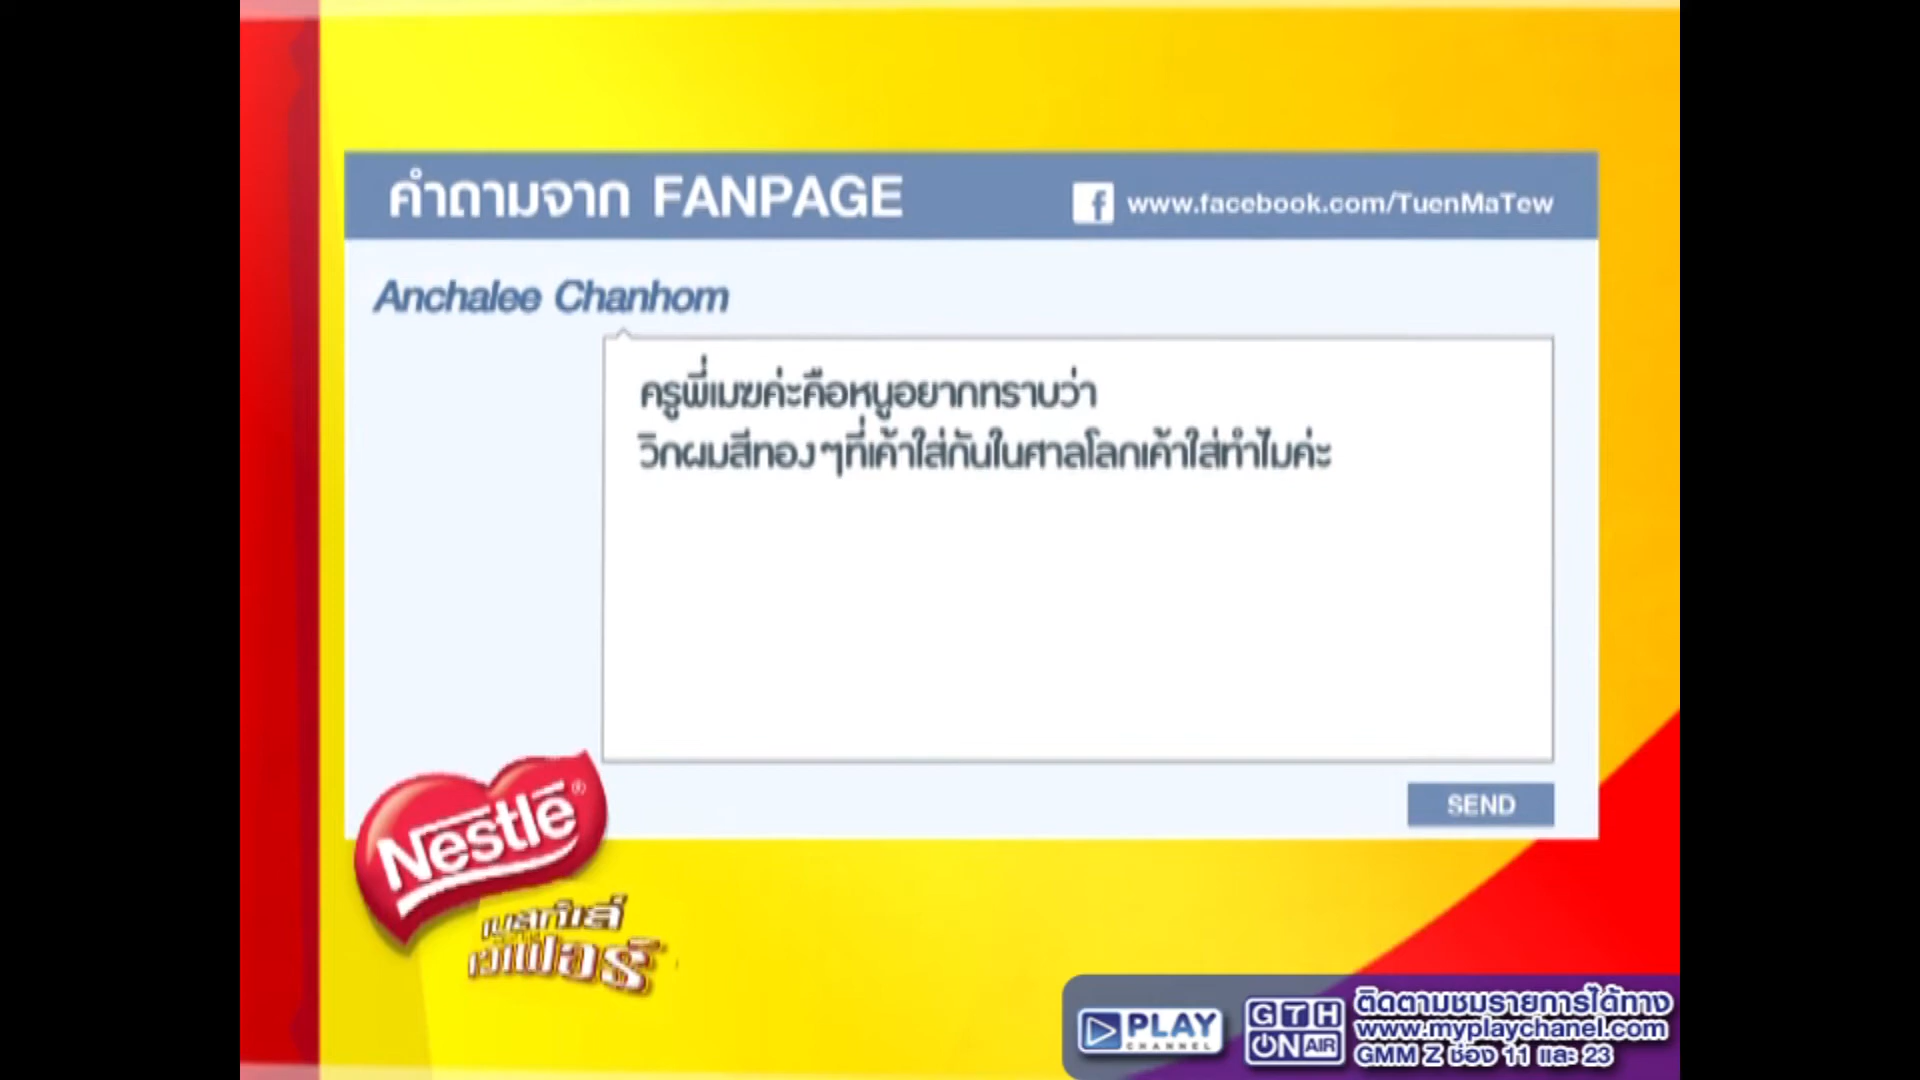 คำถามจาก FANPAGE
f www.facebook.com/TuenMaTew
Anchalee Chanhom
ครูพี่เมฆค่ะคือหนูอยากทราบว่า
วิกผมสีทองๆที่เค้าใส่กันในศาลโลกเค้าใส่ทำไมค่ะ
SEND
Nestlē®
เนสท์เล่
เวเฟอร์
PLAY
CHANNEL
GTH
ON AIR
ติดตามชมรายการได้ทาง
www.myplaychanel.com
GMM Z ช่อง 11 และ 23